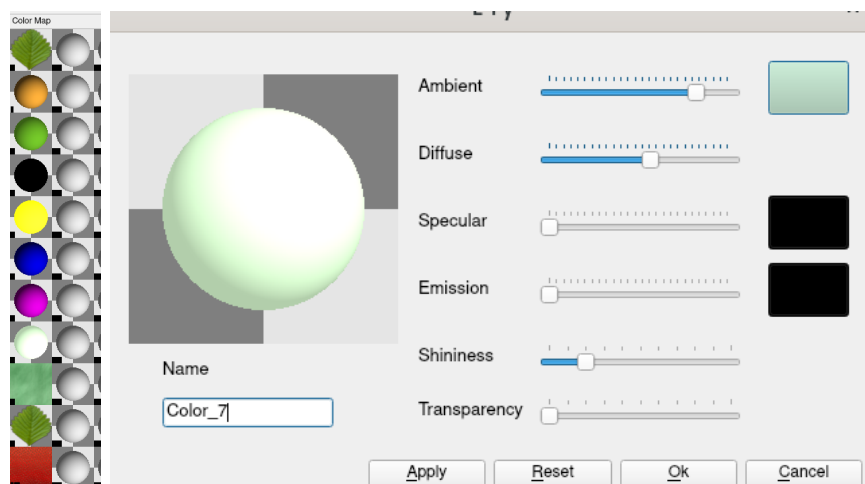 Color Map
Ambient
Diffuse
Specular
Emission
Shininess
Transparency
Name
Color_7
Apply
Reset
Ok
Cancel